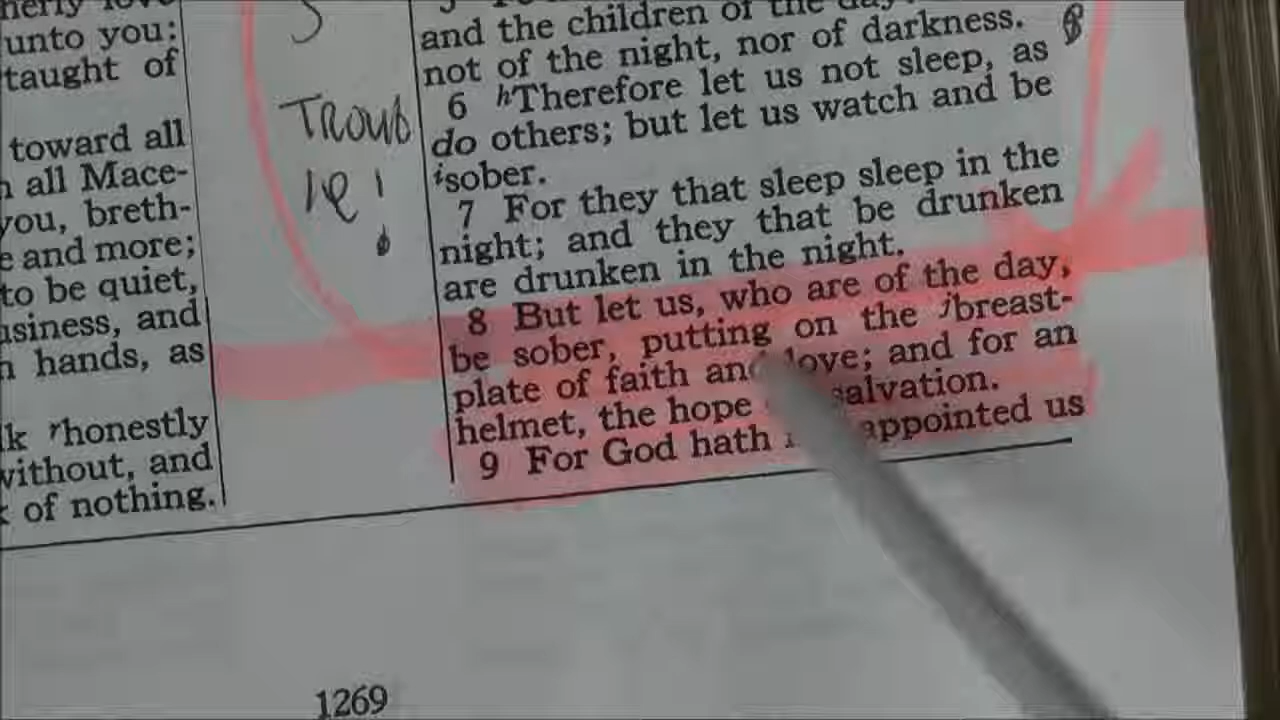 unto you:
taught of
toward all
all Mace-
you, breth-
and more;
to be quiet,
and
hands, as
honestly
without, and
of nothing.
Troub
le!
and the children of the day
not of the night, nor of darkness.
6 hTherefore let us not sleep, as
do others; but let us watch and be
isober.
7 For they that sleep sleep in the
night; and they that be drunken
are drunken in the night.
8 But let us, who are of the day,
be sober, putting on the jbreast-
plate of faith and love; and for an
helmet, the hope salvation.
9 For God hath appointed us
1269